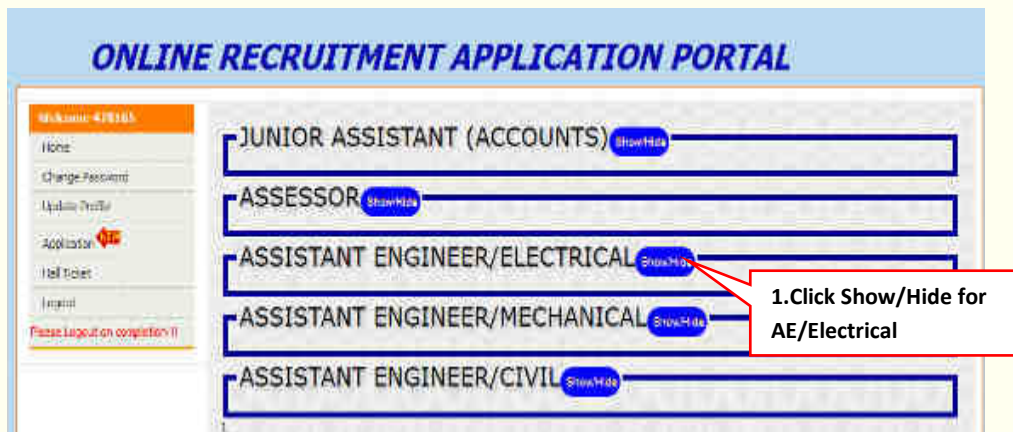 ONLINE RECRUITMENT APPLICATION PORTAL
Welcome
Home
Change Password
Update Profile
Application
Hall Ticket
Logout
Please Logout on completion !!
JUNIOR ASSISTANT (ACCOUNTS) Show/Hide
ASSESSOR Show/Hide
ASSISTANT ENGINEER/ELECTRICAL Show/Hide
ASSISTANT ENGINEER/MECHANICAL Show/Hide
ASSISTANT ENGINEER/CIVIL Show/Hide
1.Click Show/Hide for
AE/Electrical